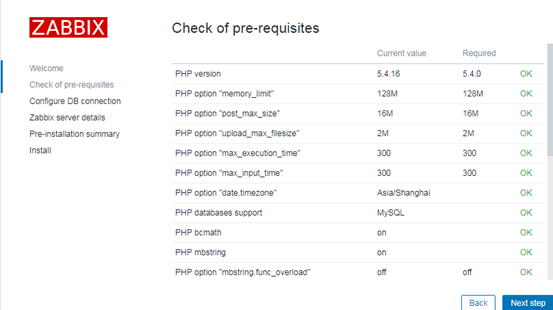 ZABBIX
Check of pre-requisites
Welcome
Check of pre-requisites
Configure DB connection
Zabbix server details
Pre-installation summary
Install
Current value Required
PHP version 5.4.16 5.4.0 OK
PHP option "memory_limit" 128M 128M OK
PHP option "post_max_size" 16M 16M OK
PHP option "upload_max_filesize" 2M 2M OK
PHP option "max_execution_time" 300 300 OK
PHP option "max_input_time" 300 300 OK
PHP option "date.timezone" Asia/Shanghai OK
PHP databases support MySQL OK
PHP bcmath on OK
PHP mbstring on OK
PHP option "mbstring.func_overload" off off OK
Back Next step